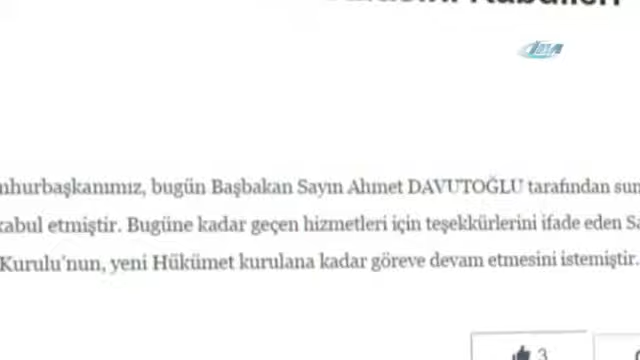 İHA
nhurbaşkanımız, bugün Başbakan Sayın Ahmet DAVUTOĞLU tarafından sun
kabul etmiştir. Bugüne kadar geçen hizmetleri için teşekkürlerini ifade eden Sa
Kurulu'nun, yeni Hükümet kurulana kadar göreve devam etmesini istemiştir.
3